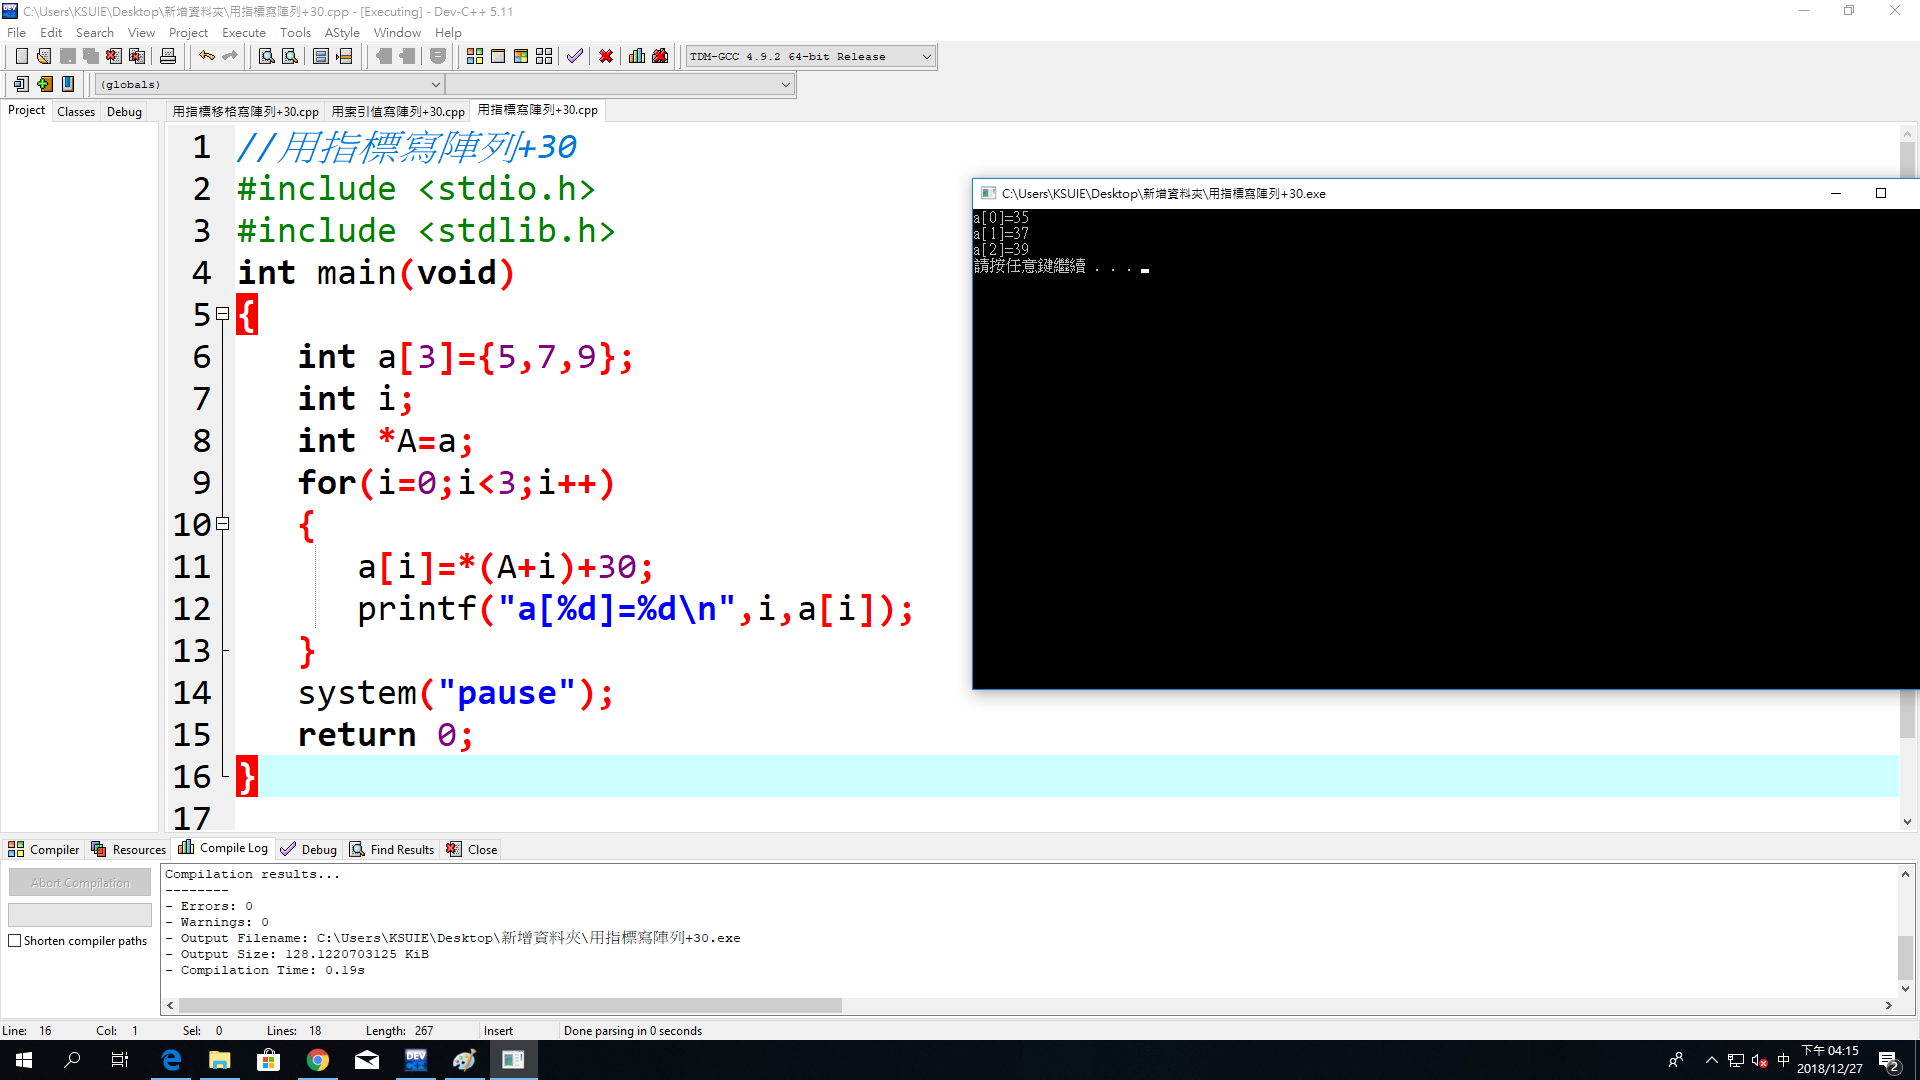 C:\Users\KSUIE\Desktop\新增資料夾\用指標寫陣列+30.cpp - [Executing] - Dev-C++ 5.11
File Edit Search View Project Execute Tools AStyle Window Help
TDM-GCC 4.9.2 64-bit Release
(globals)
Project Classes Debug
用指標移格寫陣列+30.cpp 用索引值寫陣列+30.cpp 用指標寫陣列+30.cpp
1 //用指標寫陣列+30
2 #include <stdio.h>
3 #include <stdlib.h>
4 int main(void)
5 {
6 int a[3]={5,7,9};
7 int i;
8 int *A=a;
9 for(i=0;i<3;i++)
10 {
11 a[i]=*(A+i)+30;
12 printf("a[%d]=%d\n",i,a[i]);
13 }
14 system("pause");
15 return 0;
16 }
17
C:\Users\KSUIE\Desktop\新增資料夾\用指標寫陣列+30.exe
a[0]=35
a[1]=37
a[2]=39
請按任意鍵繼續 . . .
Compiler Resources Compile Log Debug Find Results Close
Abort Compilation
Shorten compiler paths
Compilation results...
--------
- Errors: 0
- Warnings: 0
- Output Filename: C:\Users\KSUIE\Desktop\新增資料夾\用指標寫陣列+30.exe
- Output Size: 128.1220703125 KiB
- Compilation Time: 0.19s
Line: 16 Col: 1 Sel: 0 Lines: 18 Length: 267 Insert Done parsing in 0 seconds
DEV
中
下午 04:15
2018/12/27
2